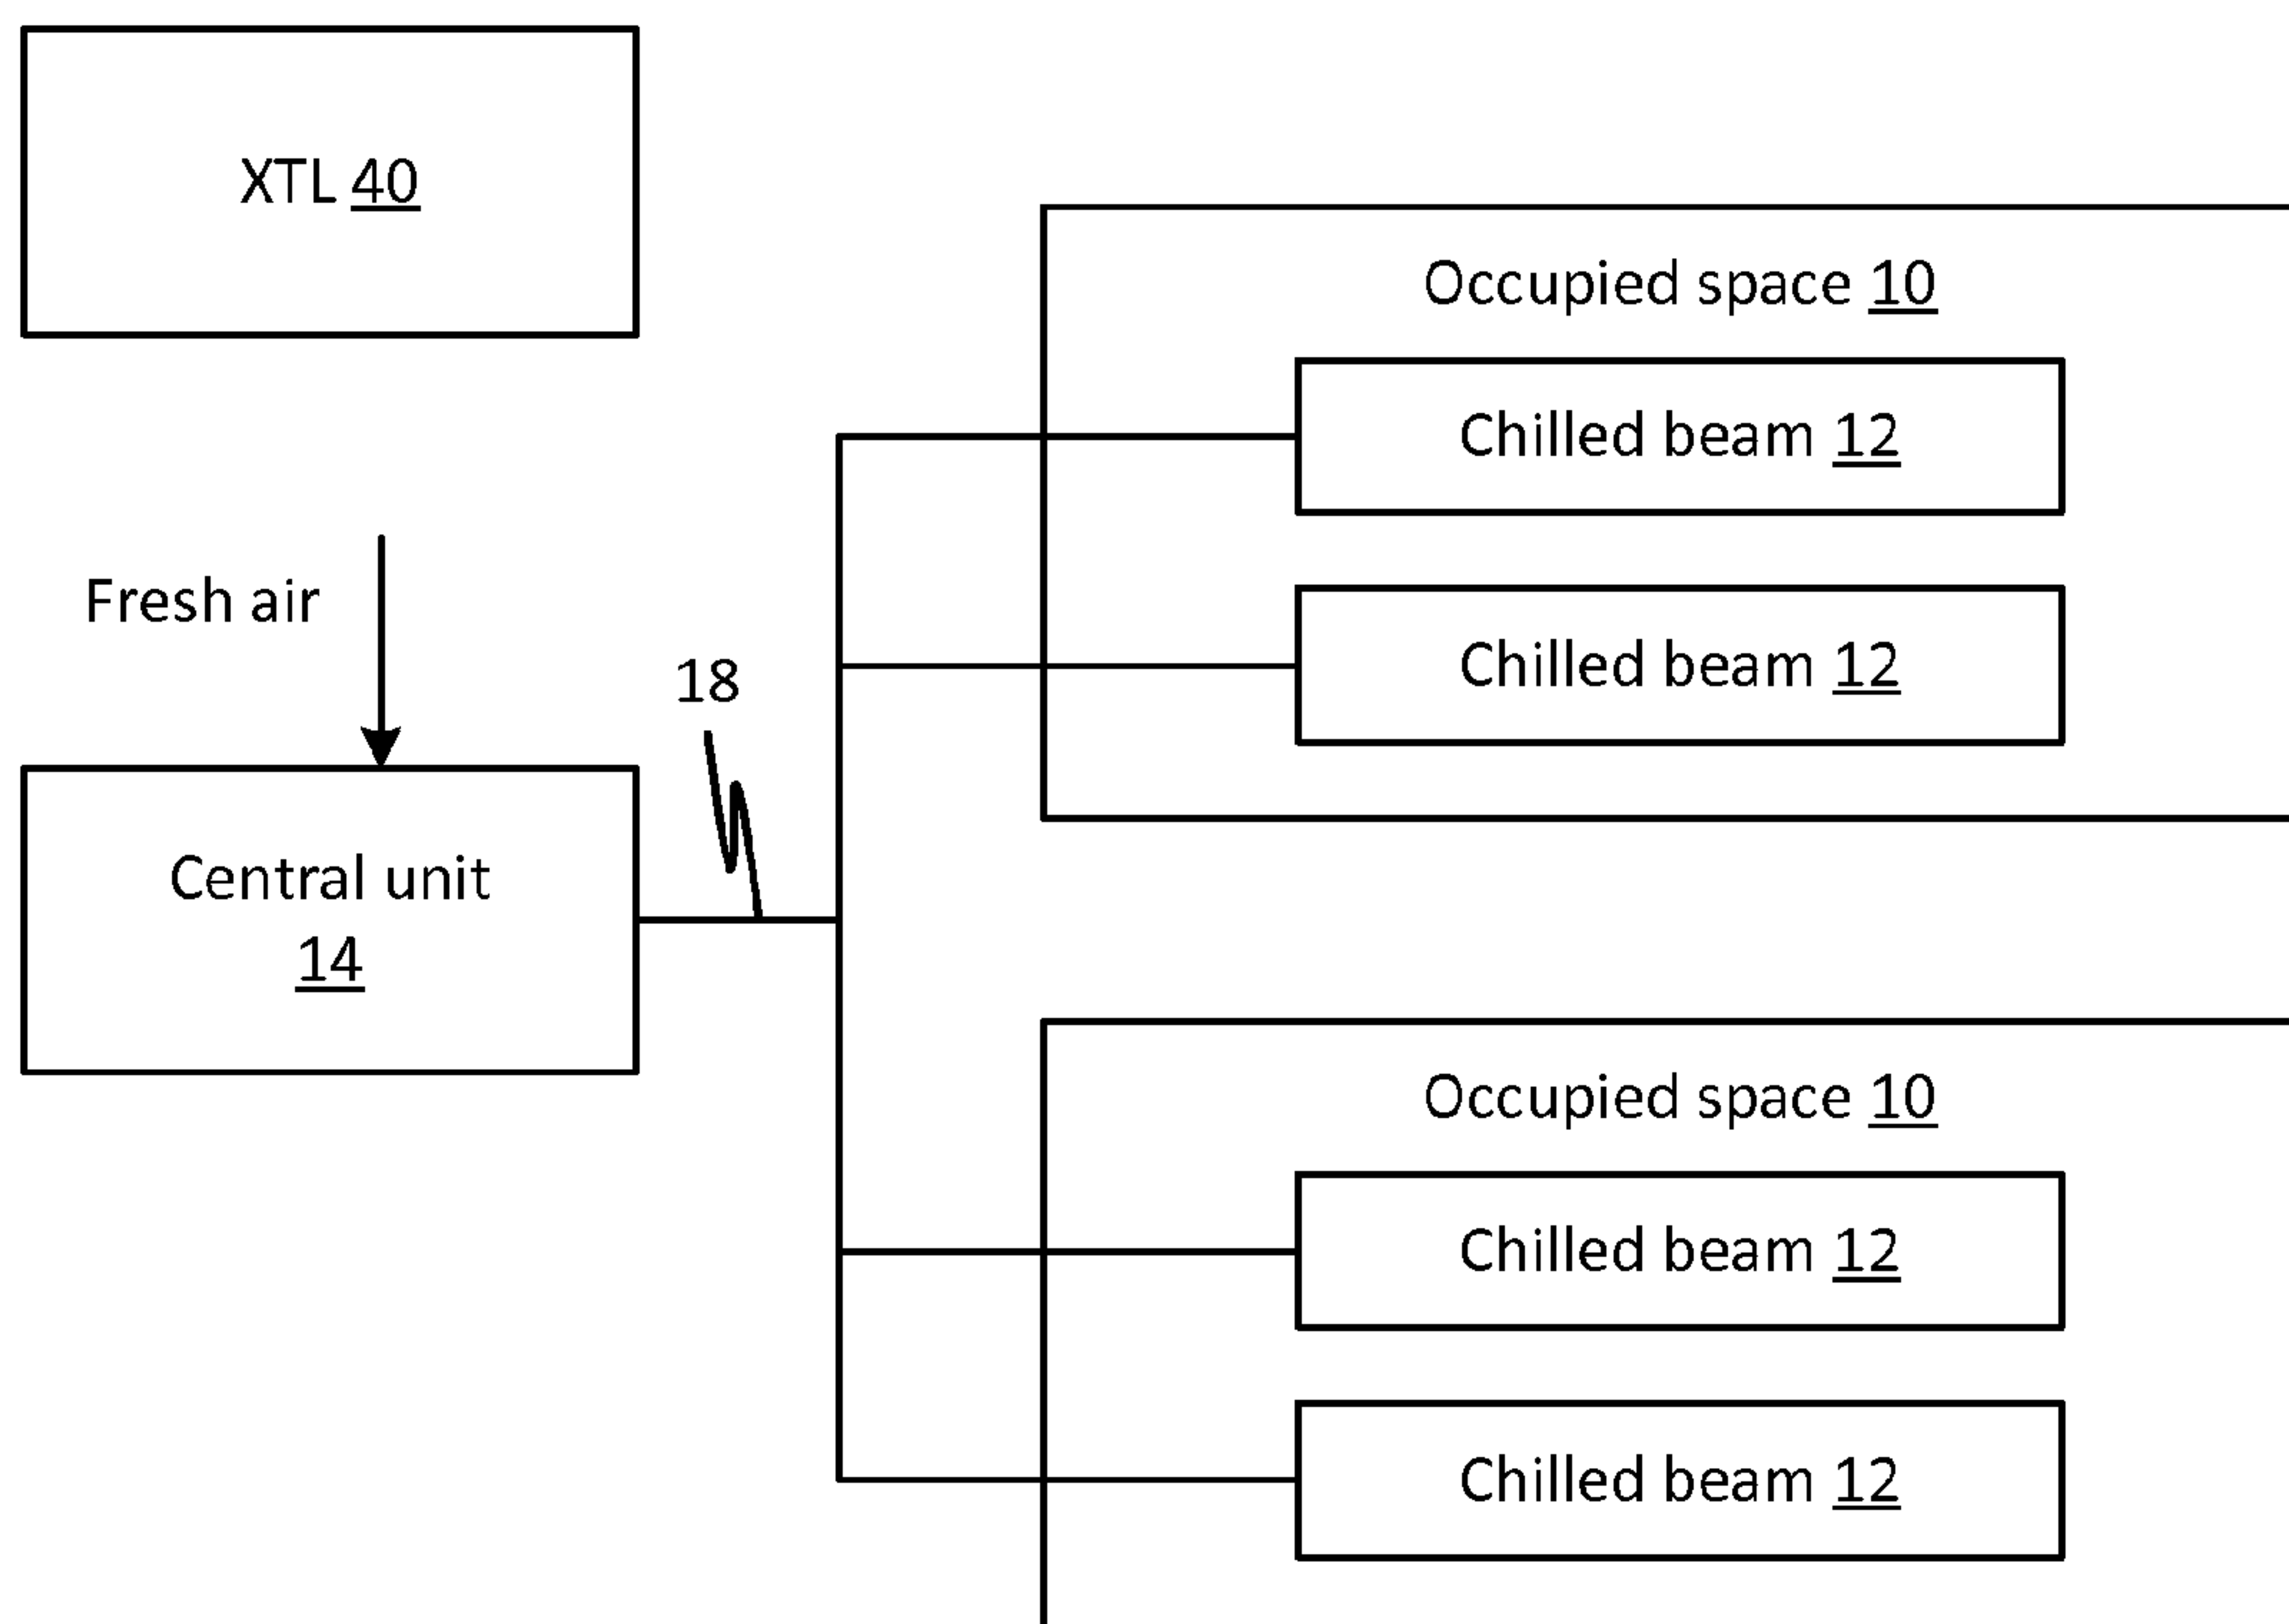 XTL 40
Occupied space 10
Chilled beam 12
Fresh air
Chilled beam 12
18
Central unit
14
Occupied space 10
Chilled beam 12
Chilled beam 12